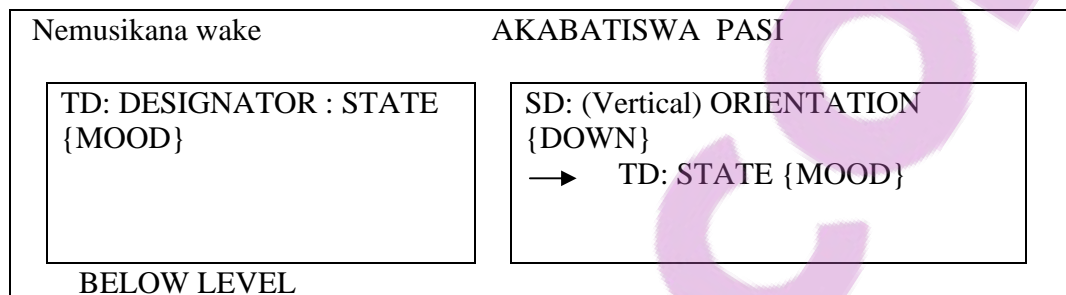 Nemusikana wake AKABATISWA PASI
TD: DESIGNATOR : STATE
{MOOD}
SD: (Vertical) ORIENTATION
{DOWN}
→ TD: STATE {MOOD}
BELOW LEVEL